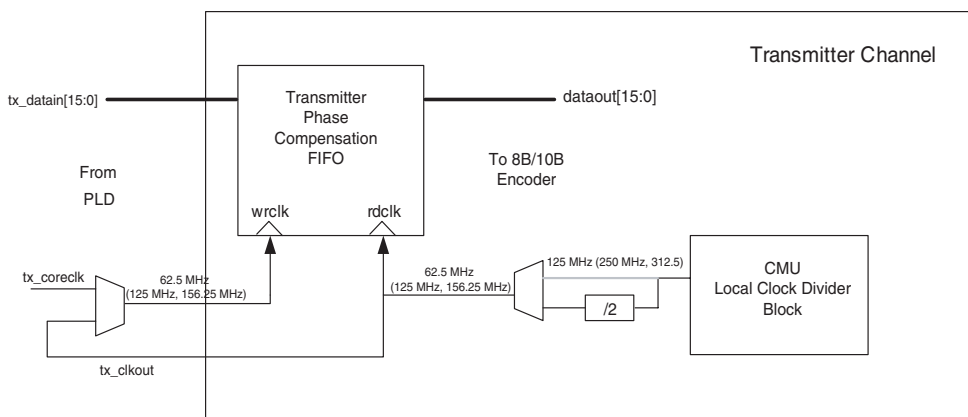 Transmitter Channel
tx_datain[15:0]
Transmitter
Phase
Compensation
FIFO
dataout[15:0]
From
PLD
To 8B/10B
Encoder
wrclk
rdclk
tx_coreclk
62.5 MHz
(125 MHz, 156.25 MHz)
62.5 MHz
(125 MHz, 156.25 MHz)
125 MHz (250 MHz, 312.5)
/2
CMU
Local Clock Divider
Block
tx_clkout